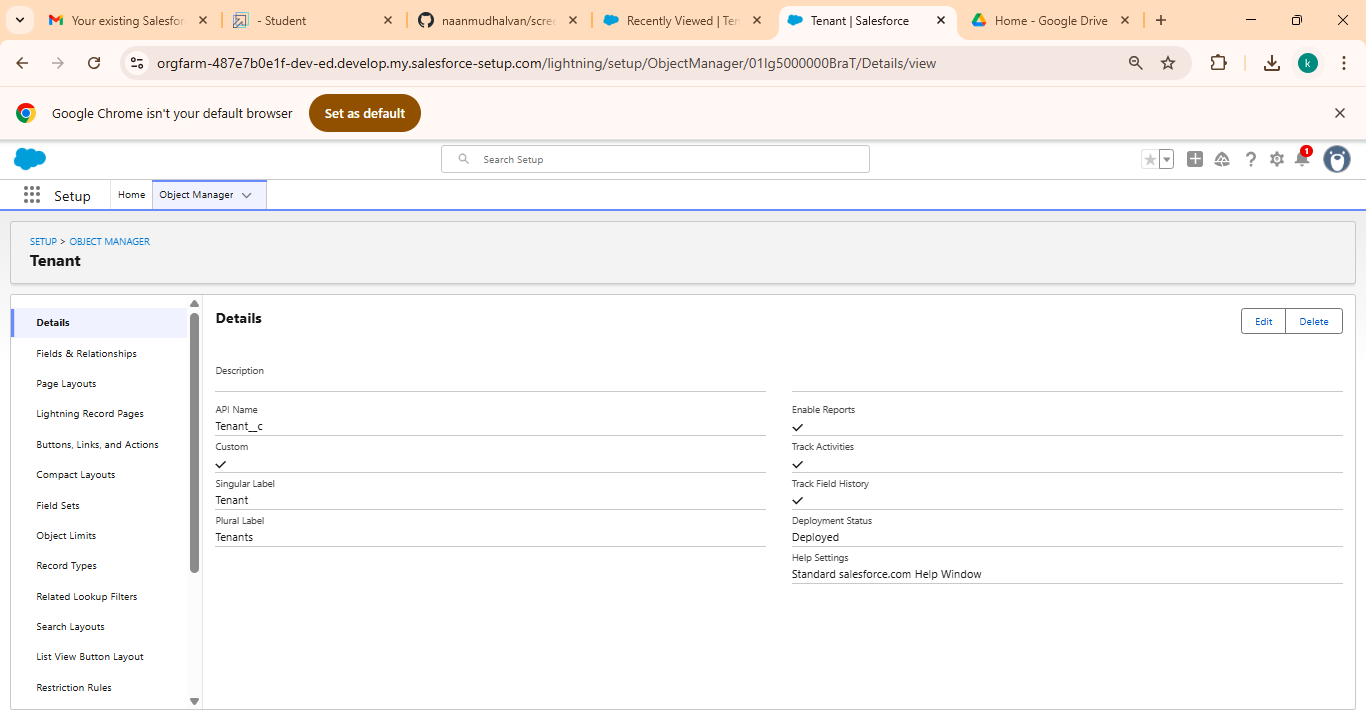 Your existing Salesfor
- Student
naanmudhalvan/scree
Recently Viewed | Ten
Tenant | Salesforce
Home - Google Drive
orgfarm-487e7b0e1f-dev-ed.develop.my.salesforce-setup.com/lightning/setup/ObjectManager/01Ig5000000BraT/Details/view
k
Google Chrome isn't your default browser
Set as default
Search Setup
1
Setup
Home
Object Manager
SETUP > OBJECT MANAGER
Tenant
Details
Fields & Relationships
Page Layouts
Lightning Record Pages
Buttons, Links, and Actions
Compact Layouts
Field Sets
Object Limits
Record Types
Related Lookup Filters
Search Layouts
List View Button Layout
Restriction Rules
Details
Edit
Delete
Description
API Name
Tenant__c
Custom
Singular Label
Tenant
Plural Label
Tenants
Enable Reports
Track Activities
Track Field History
Deployment Status
Deployed
Help Settings
Standard salesforce.com Help Window